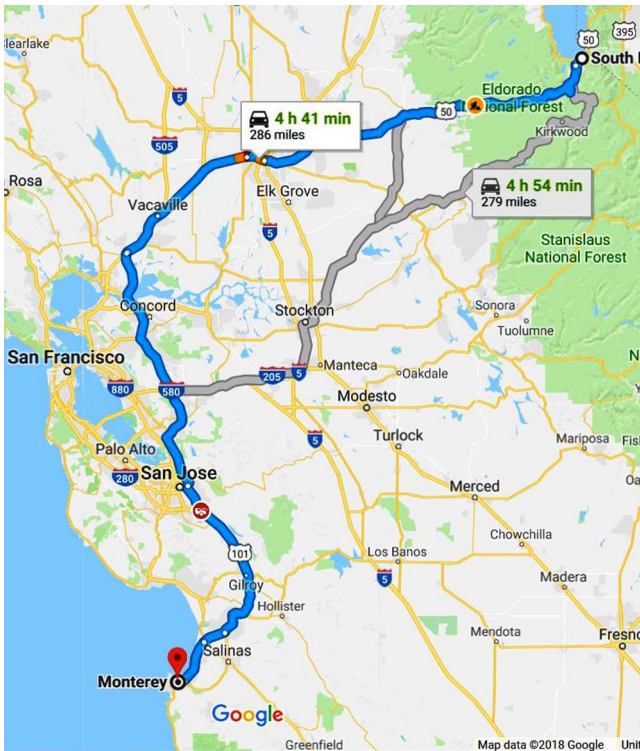 Clearlake
50
395
South
5
Eldorado
National Forest
50
4 h 41 min
286 miles
Kirkwood
505
Rosa
Elk Grove
4 h 54 min
279 miles
Vacaville
5
Stanislaus
National Forest
Concord
Stockton
Sonora
Tuolumne
San Francisco
205
5
Manteca
Oakdale
880
580
Modesto
Palo Alto
5
Turlock
Mariposa
280
San Jose
Merced
Chowchilla
101
Los Banos
Gilroy
5
Madera
Hollister
Mendota
Fresno
Salinas
Monterey
Google
Greenfield
Map data ©2018 Google